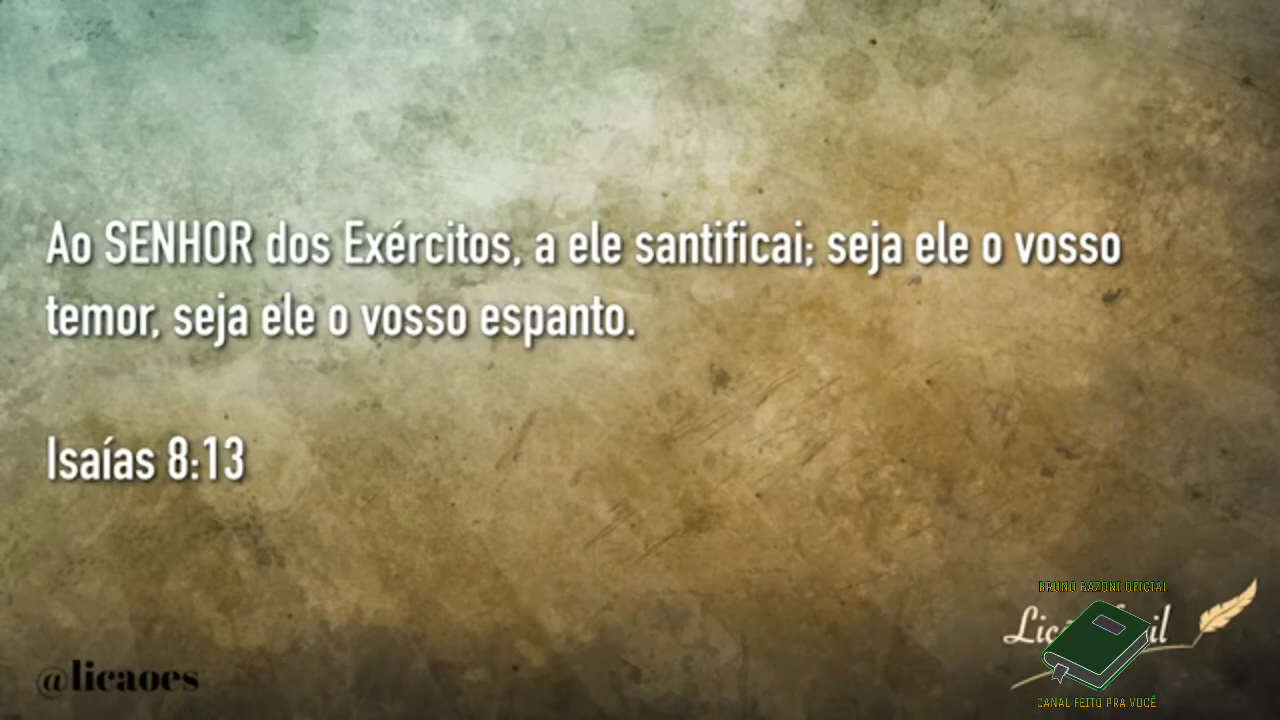 Ao SENHOR dos Exércitos, a ele santificai; seja ele o vosso
temor, seja ele o vosso espanto.
Isaías 8:13
BRUNO RAZONI OFICIAL
@licaoes
CANAL FEITO PRA VOCÊ